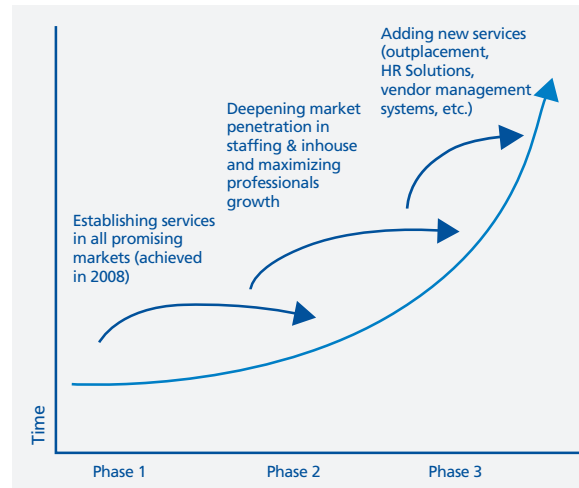 Adding new services
(outplacement,
HR Solutions,
vendor management
systems, etc.)
Deepening market
penetration in
staffing & inhouse
and maximizing
professionals
growth
Establishing services
in all promising
markets (achieved
in 2008)
Time
Phase 1
Phase 2
Phase 3